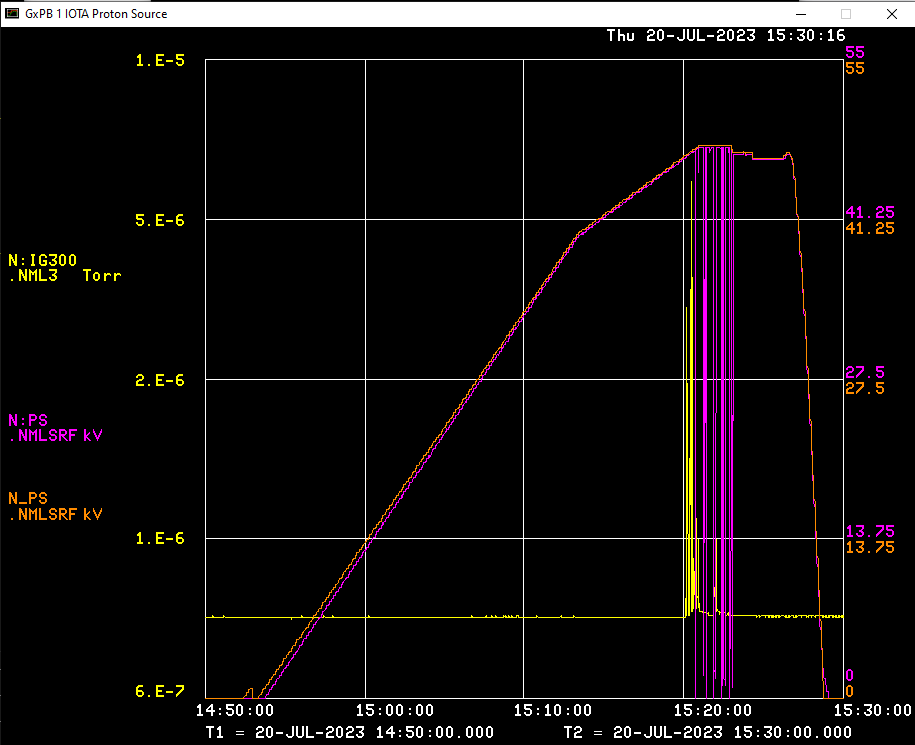 GxPB 1 IOTA Proton Source
Thu 20-JUL-2023 15:30:16
1.E-5
55
55
5.E-6
41.25
41.25
N:IG300
.NML3 Torr
2.E-6
27.5
27.5
N:PS
.NMLSRF kV
N_PS
.NMLSRF kV
1.E-6
13.75
13.75
6.E-7
0
0
14:50:00 15:00:00 15:10:00 15:20:00 15:30:00
T1 = 20-JUL-2023 14:50:00.000 T2 = 20-JUL-2023 15:30:00.000